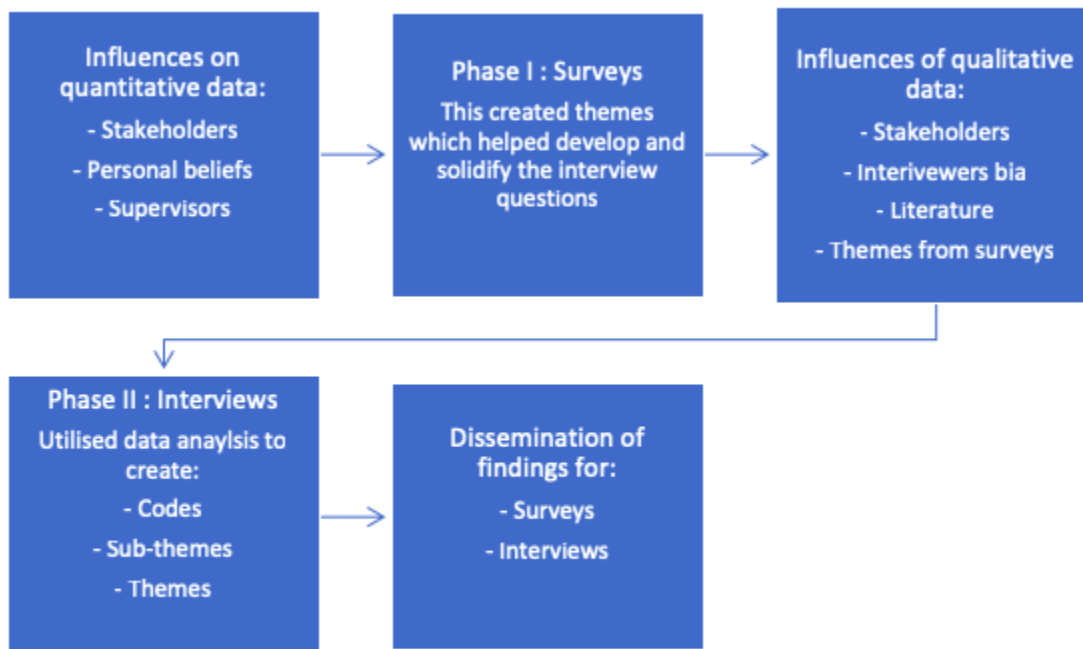 Influences on
quantitative data:
- Stakeholders
- Personal beliefs
- Supervisors
Phase I : Surveys
This created themes
which helped develop and
solidify the interview
questions
Influences of qualitative
data:
- Stakeholders
- Interivewers bia
- Literature
- Themes from surveys
Phase II : Interviews
Utilised data anaylsis to
create:
- Codes
- Sub-themes
- Themes
Dissemination of
findings for:
- Surveys
- Interviews